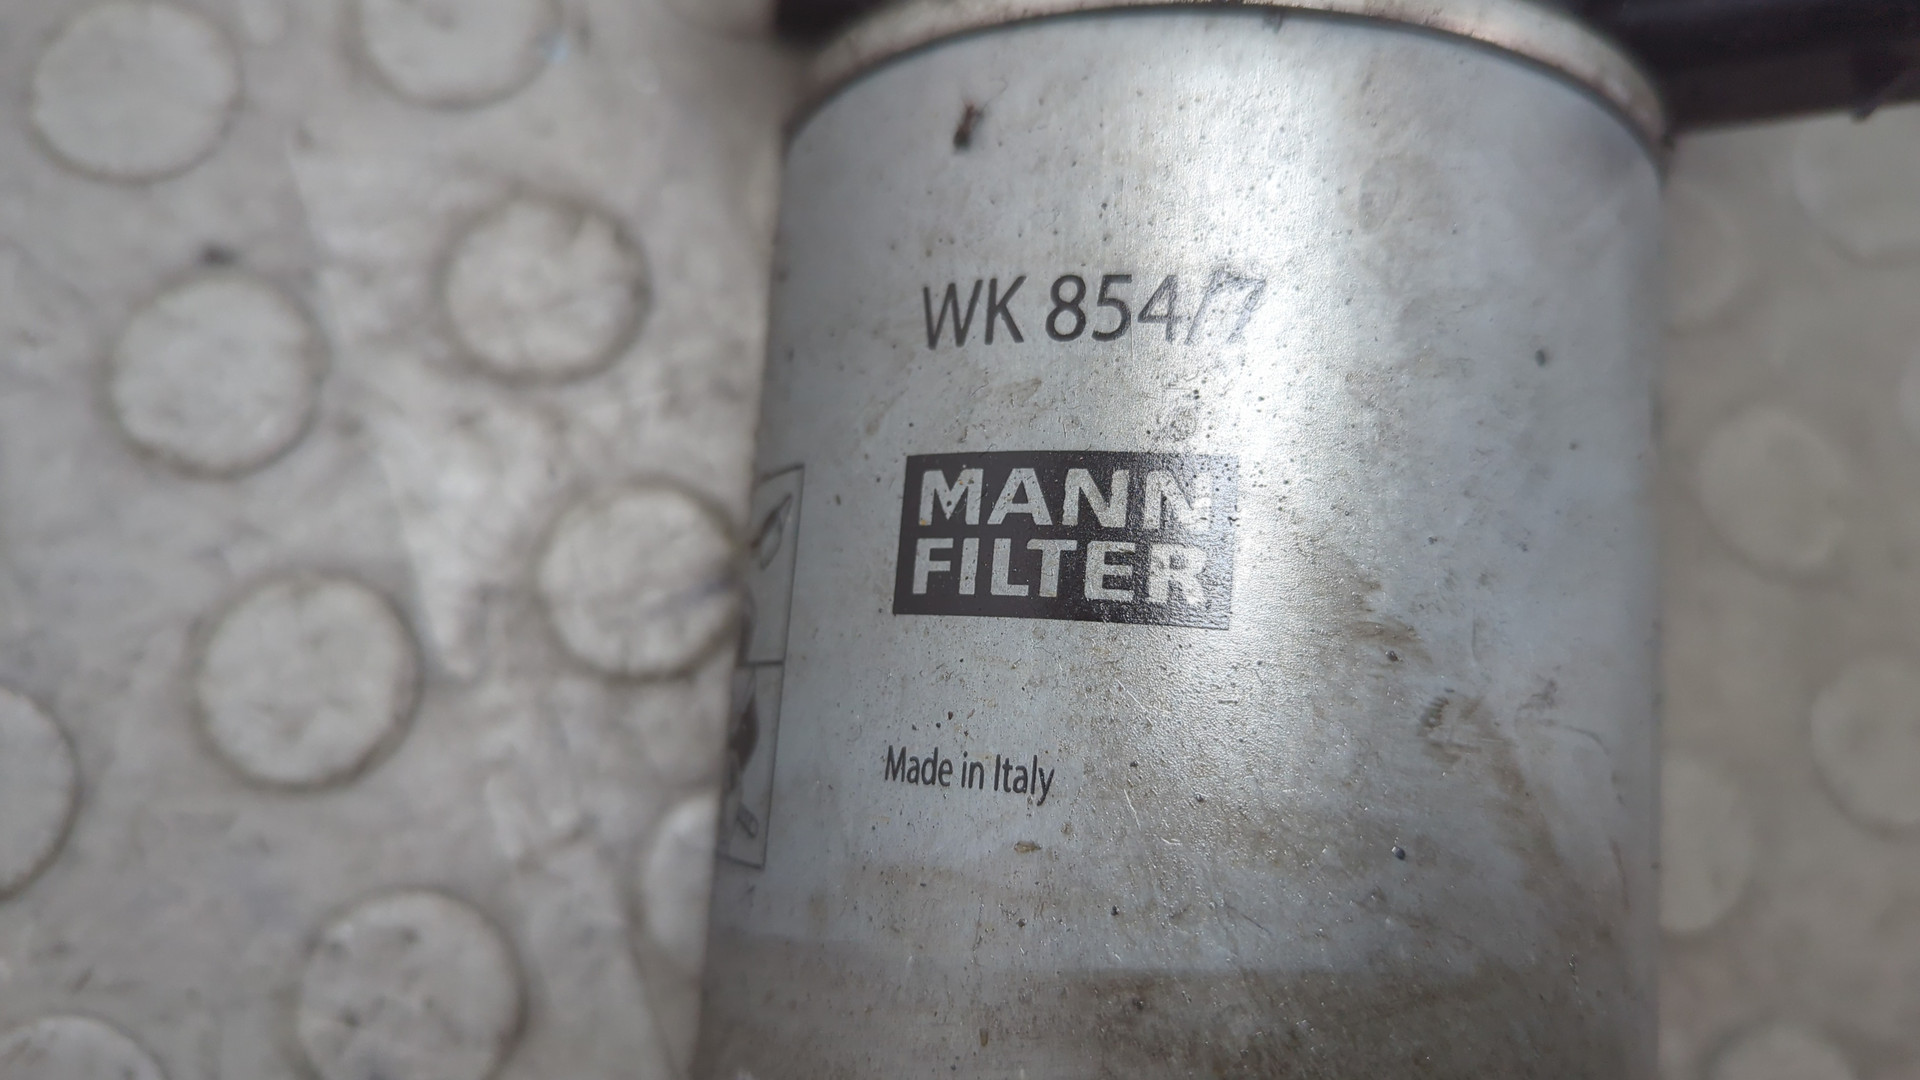 WK 854/7
MANN
FILTER
Made in Italy